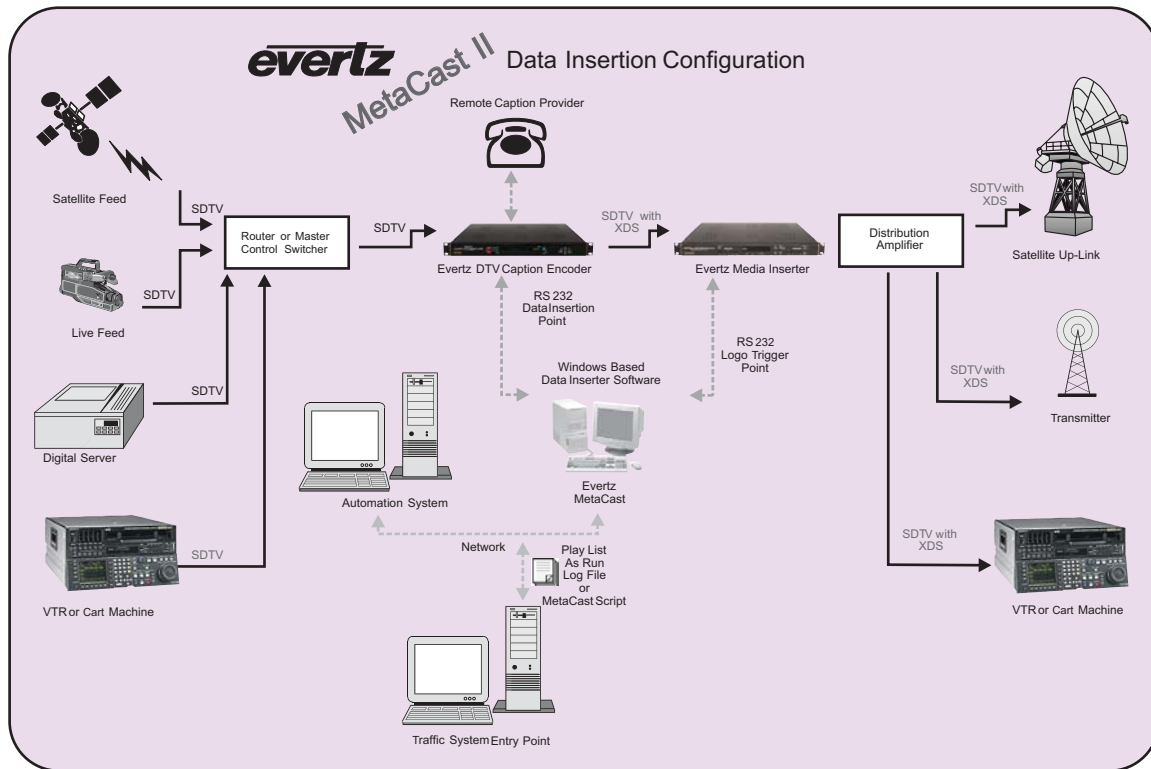 evertz
MetaCast II
Data Insertion Configuration
Remote Caption Provider
Satellite Feed
SDTV
Router or Master
Control Switcher
SDTV
Evertz DTV Caption Encoder
SDTV with
XDS
Evertz Media Inserter
Distribution
Amplifier
SDTV with
XDS
Satellite Up-Link
Live Feed
SDTV
RS 232
Data Insertion
Point
RS 232
Logo Trigger
Point
Windows Based
Data Inserter Software
SDTV with
XDS
Transmitter
Digital Server
SDTV
Automation System
Evertz
MetaCast
Network
Play List
As Run
Log File
or
MetaCast Script
VTR or Cart Machine
SDTV
SDTV with
XDS
VTR or Cart Machine
Traffic System Entry Point